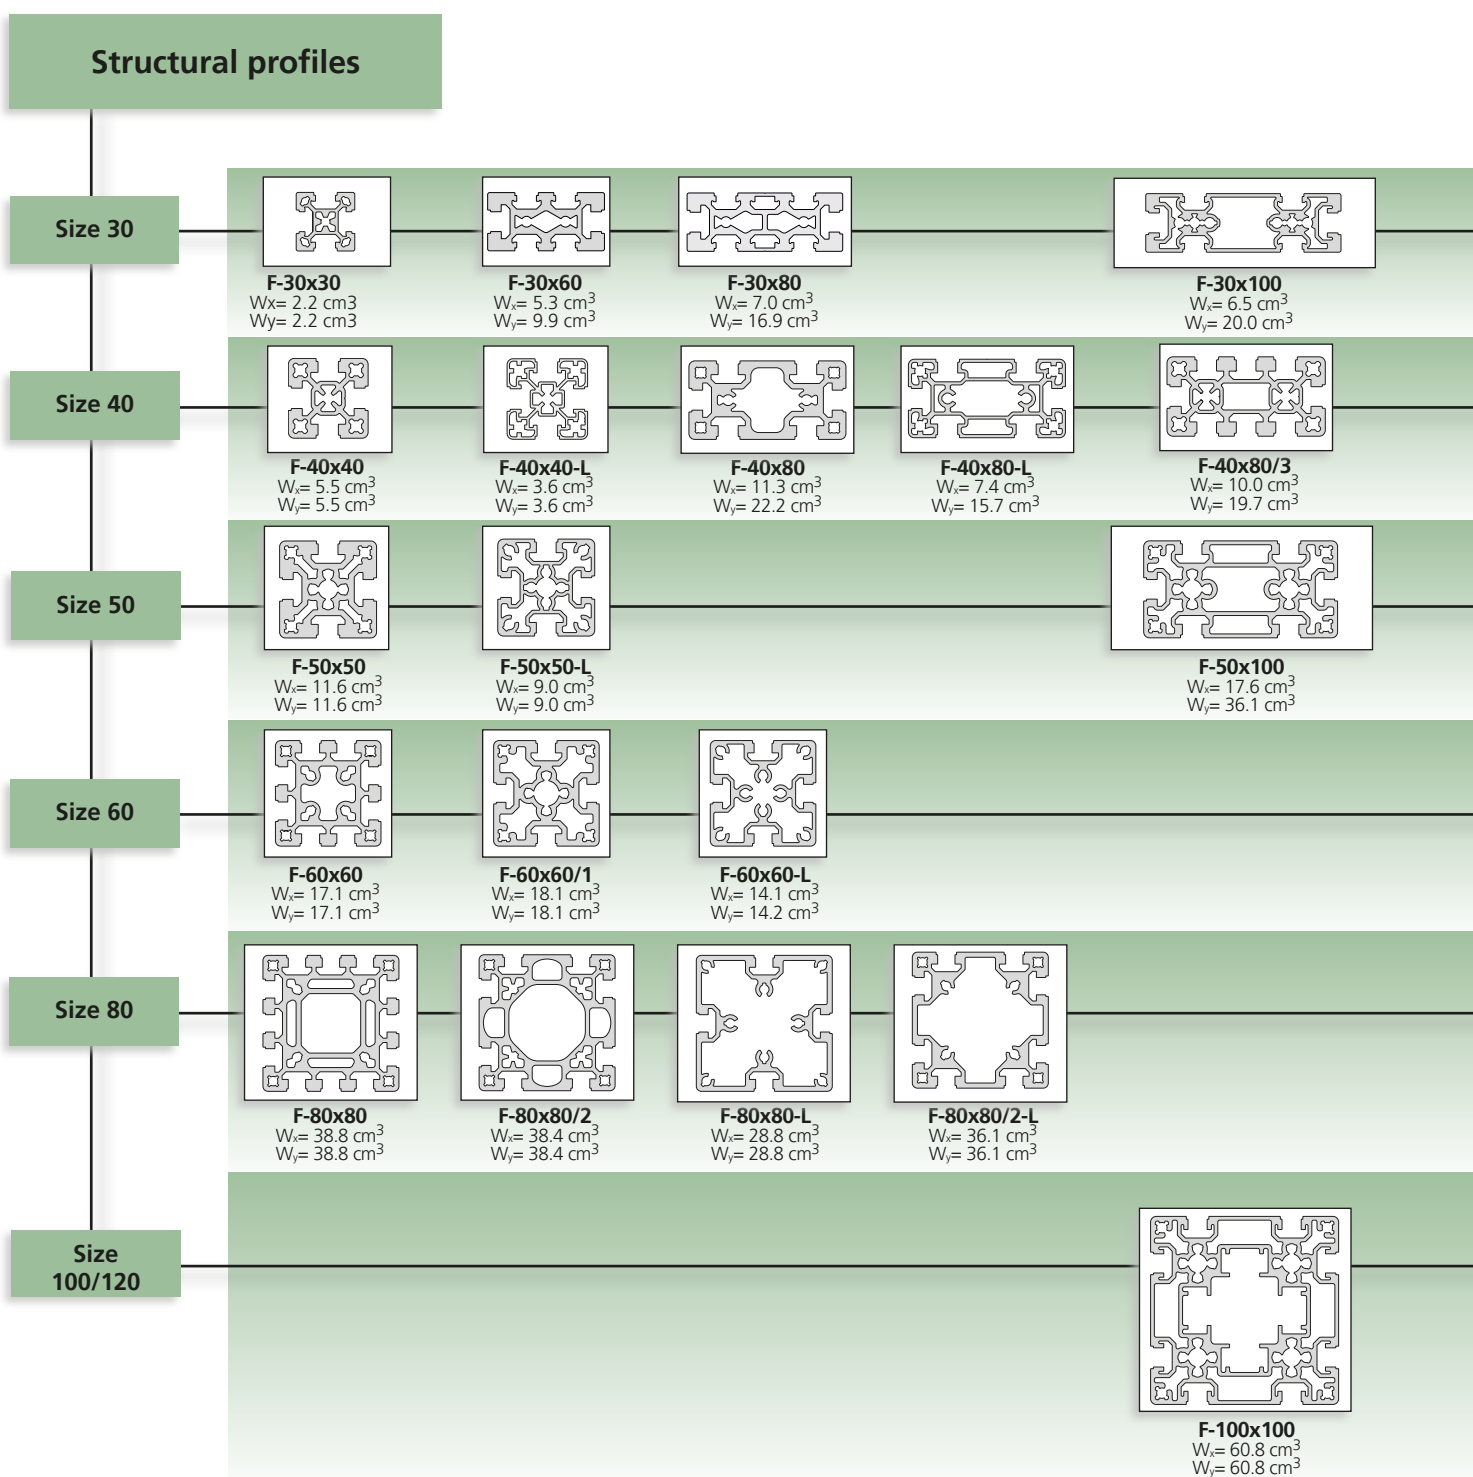 Structural profiles
Size 30
F-30x30
Wx= 2.2 cm3
Wy= 2.2 cm3
F-30x60
Wx= 5.3 cm3
Wy= 9.9 cm3
F-30x80
Wx= 7.0 cm3
Wy= 16.9 cm3
F-30x100
Wx= 6.5 cm3
Wy= 20.0 cm3
Size 40
F-40x40
Wx= 5.5 cm3
Wy= 5.5 cm3
F-40x40-L
Wx= 3.6 cm3
Wy= 3.6 cm3
F-40x80
Wx= 11.3 cm3
Wy= 22.2 cm3
F-40x80-L
Wx= 7.4 cm3
Wy= 15.7 cm3
F-40x80/3
Wx= 10.0 cm3
Wy= 19.7 cm3
Size 50
F-50x50
Wx= 11.6 cm3
Wy= 11.6 cm3
F-50x50-L
Wx= 9.0 cm3
Wy= 9.0 cm3
F-50x100
Wx= 17.6 cm3
Wy= 36.1 cm3
Size 60
F-60x60
Wx= 17.1 cm3
Wy= 17.1 cm3
F-60x60/1
Wx= 18.1 cm3
Wy= 18.1 cm3
F-60x60-L
Wx= 14.1 cm3
Wy= 14.2 cm3
Size 80
F-80x80
Wx= 38.8 cm3
Wy= 38.8 cm3
F-80x80/2
Wx= 38.4 cm3
Wy= 38.4 cm3
F-80x80-L
Wx= 28.8 cm3
Wy= 28.8 cm3
F-80x80/2-L
Wx= 36.1 cm3
Wy= 36.1 cm3
Size
100/120
F-100x100
Wx= 60.8 cm3
Wy= 60.8 cm3